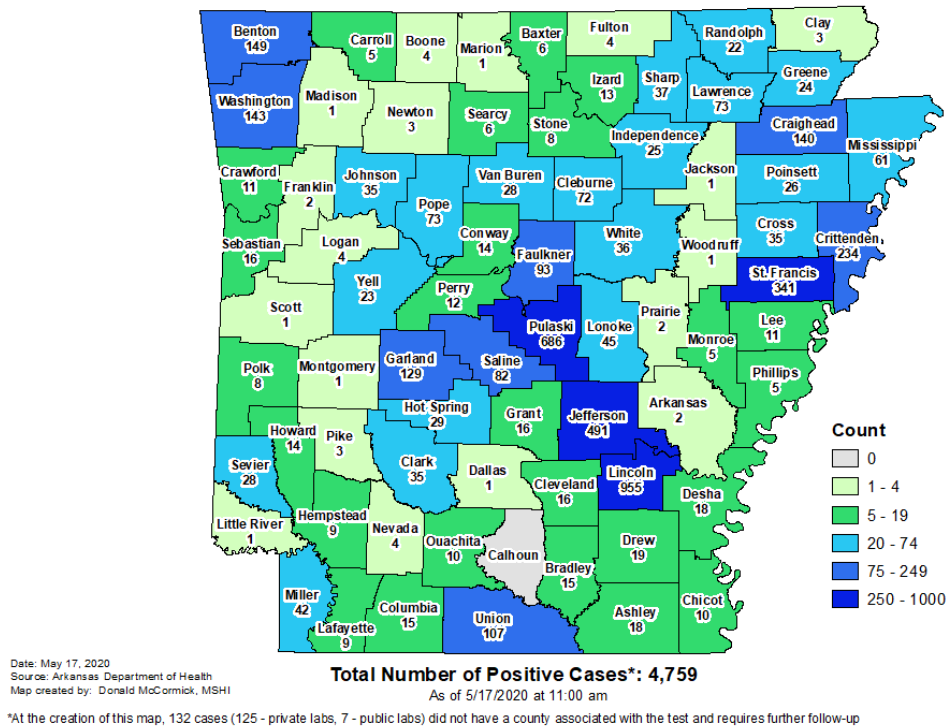 Benton
149
Carroll
5
Boone
4
Marion
1
Baxter
6
Fulton
4
Randolph
22
Clay
3
Washington
143
Madison
1
Newton
3
Searcy
6
Stone
8
Izard
13
Sharp
37
Lawrence
73
Greene
24
Craighead
140
Mississippi
61
Independence
25
Crawford
11
Franklin
2
Johnson
35
Pope
73
Van Buren
28
Cleburne
72
Jackson
1
Poinsett
26
Sebastian
16
Logan
4
Conway
14
Faulkner
93
White
36
Woodruff
1
Cross
35
Crittenden
234
St. Francis
341
Scott
1
Yell
23
Perry
12
Pulaski
686
Lonoke
45
Prairie
2
Monroe
5
Lee
11
Phillips
5
Polk
8
Montgomery
1
Garland
129
Saline
82
Hot Spring
29
Grant
16
Jefferson
491
Arkansas
2
Howard
14
Pike
3
Clark
35
Dallas
1
Cleveland
16
Lincoln
955
Desha
18
Sevier
28
Little River
1
Hempstead
9
Nevada
4
Ouachita
10
Calhoun
Bradley
15
Drew
19
Miller
42
Lafayette
9
Columbia
15
Union
107
Ashley
18
Chicot
10
Count
0
1 - 4
5 - 19
20 - 74
75 - 249
250 - 1000
Date: May 17, 2020
Source: Arkansas Department of Health
Map created by: Donald McCormick, MSHI
Total Number of Positive Cases*: 4,759
As of 5/17/2020 at 11:00 am
*At the creation of this map, 132 cases (125 - private labs, 7 - public labs) did not have a county associated with the test and requires further follow-up